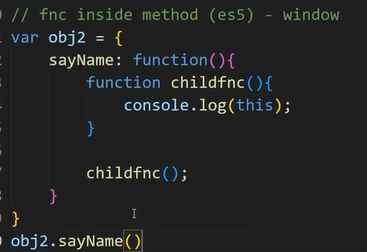 // fnc inside method (es5) - window
var obj2 = {
    sayName: function(){
        function childfnc(){
            console.log(this);
        }

        childfnc();
    }
}
obj2.sayName()